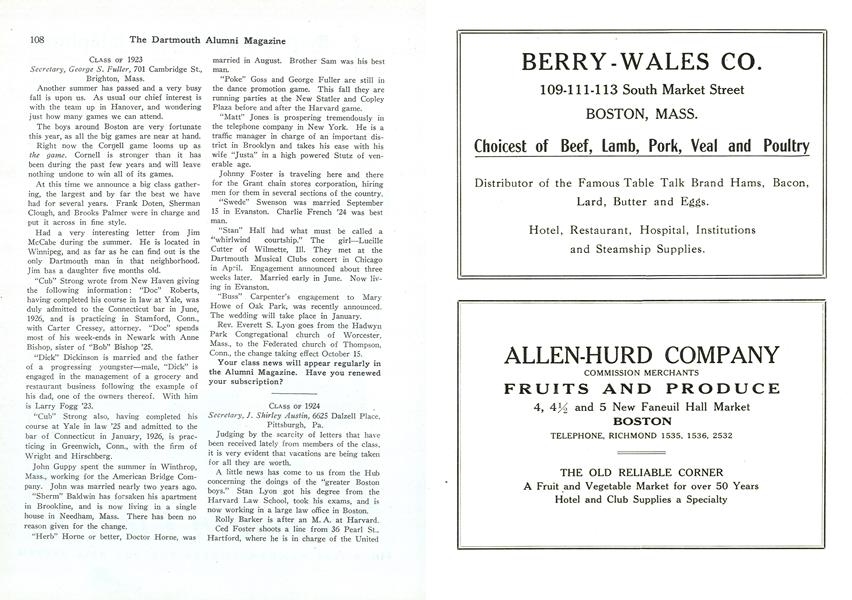 108
The Dartmouth Alumni Magazine
CLASS OF 1923
Secretary, George S. Fuller, 701 Cambridge St.,
Brighton, Mass.
Another summer has passed and a very busy
fall is upon us. As usual our chief interest is
with the team up in Hanover, and wondering
just how many games we can attend.
The boys around Boston are very fortunate
this year, as all the big games are near at hand.
Right now the Cornell game looms up as
the game. Cornell is stronger than it has
been during the past few years and will leave
nothing undone to win all of its games.
At this time we announce a big class gather-
ing, the largest and by far the best we have
had for several years. Frank Doten, Sherman
Clough, and Brooks Palmer were in charge and
put it across in fine style.
Had a very interesting letter from Jim
McCabe during the summer. He is located in
Winnipeg, and as far as he can find out is the
only Dartmouth man in that neighborhood.
Jim has a daughter five months old.
"Cub" Strong wrote from New Haven giving
the following information: "Doc" Roberts,
having completed his course in law at Yale, was
duly admitted to the Connecticut bar in June,
1926, and is practicing in Stamford, Conn.,
with Carter Cressey, attorney. "Doc" spends
most of his week-ends in Newark with Anne
Bishop, sister of "Bob" Bishop '25.
"Dick" Dickinson is married and the father
of a progressing youngster—male, "Dick" is
engaged in the management of a grocery and
restaurant business following the example of
his dad, one of the owners thereof. With him
is Larry Fogg '23.
"Cub" Strong also, having completed his
course at Yale in law '25 and admitted to the
bar of Connecticut in January, 1926, is prac-
ticing in Greenwich, Conn., with the firm of
Wright and Hirschberg.
John Guppy spent the summer in Winthrop,
Mass., working for the American Bridge Com-
pany. John was married nearly two years ago.
"Sherm" Baldwin has forsaken his apartment
in Brookline, and is now living in a single
house in Needham, Mass. There has been no
reason given for the change.
"Herb" Horne or better, Doctor Horne, was
married in August. Brother Sam was his best
man.
"Poke" Goss and George Fuller are still in
the dance promotion game. This fall they are
running parties at the New Statler and Copley
Plaza before and after the Harvard game.
"Matt" Jones is prospering tremendously in
the telephone company in New York. He is a
traffic manager in charge of an important dis-
trict in Brooklyn and takes his ease with his
wife "Justa" in a high powered Stutz of ven-
erable age.
Johnny Foster is traveling here and there
for the Grant chain stores corporation, hiring
men for them in several sections of the country.
"Swede" Swenson was married September
15 in Evanston. Charlie French '24 was best
man.
"Stan" Hall had what must be called a
"whirlwind courtship." The girl—Lucille
Cutter of Wilmette, Ill. They met at the
Dartmouth Musical Clubs concert in Chicago
in April. Engagement announced about three
weeks later. Married early in June. Now liv-
ing in Evanston.
"Buss" Carpenter's engagement to Mary
Howe of Oak Park, was recently announced.
The wedding will take place in January.
Rev. Everett S. Lyon goes from the Hadwyn
Park Congregational church of Worcester,
Mass., to the Federated church of Thompson,
Conn., the change taking effect October 15.
Your class news will appear regularly in
the Alumni Magazine. Have you renewed
your subscription?
CLASS OF 1924
Secretary, J. Shirley Austin, 6625 Dalzell Place,
Pittsburgh, Pa.
Judging by the scarcity of letters that have
been received lately from members of the class,
it is very evident that vacations are being taken
for all they are worth.
A little news has come to us from the Hub
concerning the doings of the "greater Boston
boys." Stan Lyon got his degree from the
Harvard Law School, took his exams, and is
now working in a large law office in Boston.
Rolly Barker is after an M. A. at Harvard.
Ced Foster shoots a line from 36 Pearl St.,
Hartford, where he is in charge of the United
BERRY-WALES CO.
109-111-113 South Market Street
BOSTON, MASS.
Choicest of Beef, Lamb, Pork, Veal and Poultry
Distributor of the Famous Table Talk Brand Hams, Bacon,
Lard, Butter and Eggs.
Hotel, Restaurant, Hospital, Institutions
and Steamship Supplies.
ALLEN-HURD COMPANY
COMMISSION MERCHANTS
FRUITS AND PRODUCE
4, 4½ and 5 New Faneuil Hall Market
BOSTON
TELEPHONE, RICHMOND 1535, 1536, 2532
THE OLD RELIABLE CORNER
A Fruit and Vegetable Market for over 50 Years
Hotel and Club Supplies a Specialty